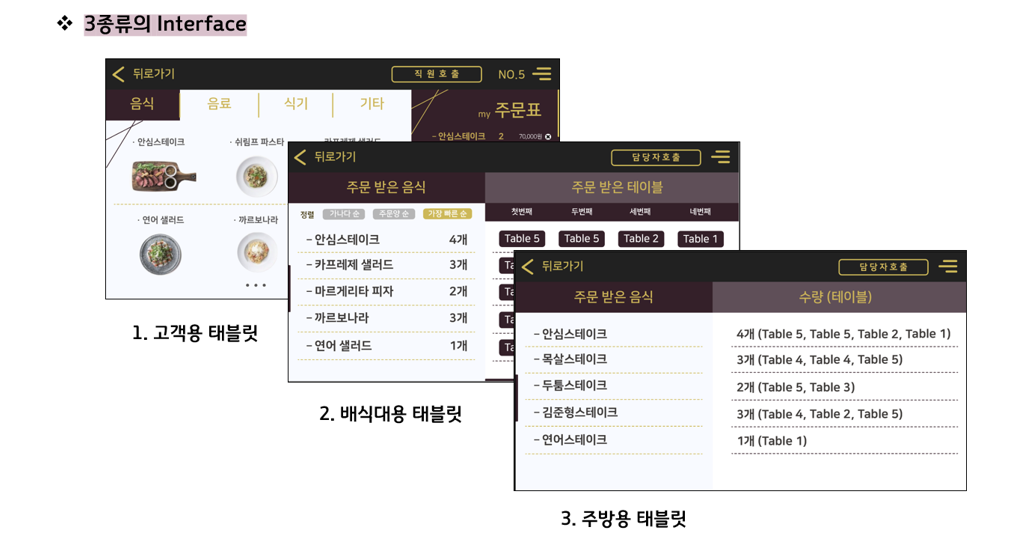 ❖ 3종류의 Interface
뒤로가기 직원호출 NO.5
음식 음료 식기 기타
my 주문표
- 안심스테이크 2 70,000원
· 안심스테이크 · 쉬림프 파스타
· 연어 샐러드 · 까르보나라
1. 고객용 태블릿
뒤로가기 담당자호출
주문 받은 음식 주문 받은 테이블
정렬 가나다 순 주문양 순 가장 빠른 순 첫번째 두번째 세번째 네번째
- 안심스테이크 4개 Table 5 Table 5 Table 2 Table 1
- 카프레제 샐러드 3개
- 마르게리타 피자 2개
- 까르보나라 3개
- 연어 샐러드 1개
2. 배식대용 태블릿
뒤로가기 담당자호출
주문 받은 음식 수량 (테이블)
- 안심스테이크 4개 (Table 5, Table 5, Table 2, Table 1)
- 목살스테이크 3개 (Table 4, Table 4, Table 5)
- 두툼스테이크 2개 (Table 5, Table 3)
- 김준형스테이크 3개 (Table 4, Table 2, Table 5)
- 연어스테이크 1개 (Table 1)
3. 주방용 태블릿